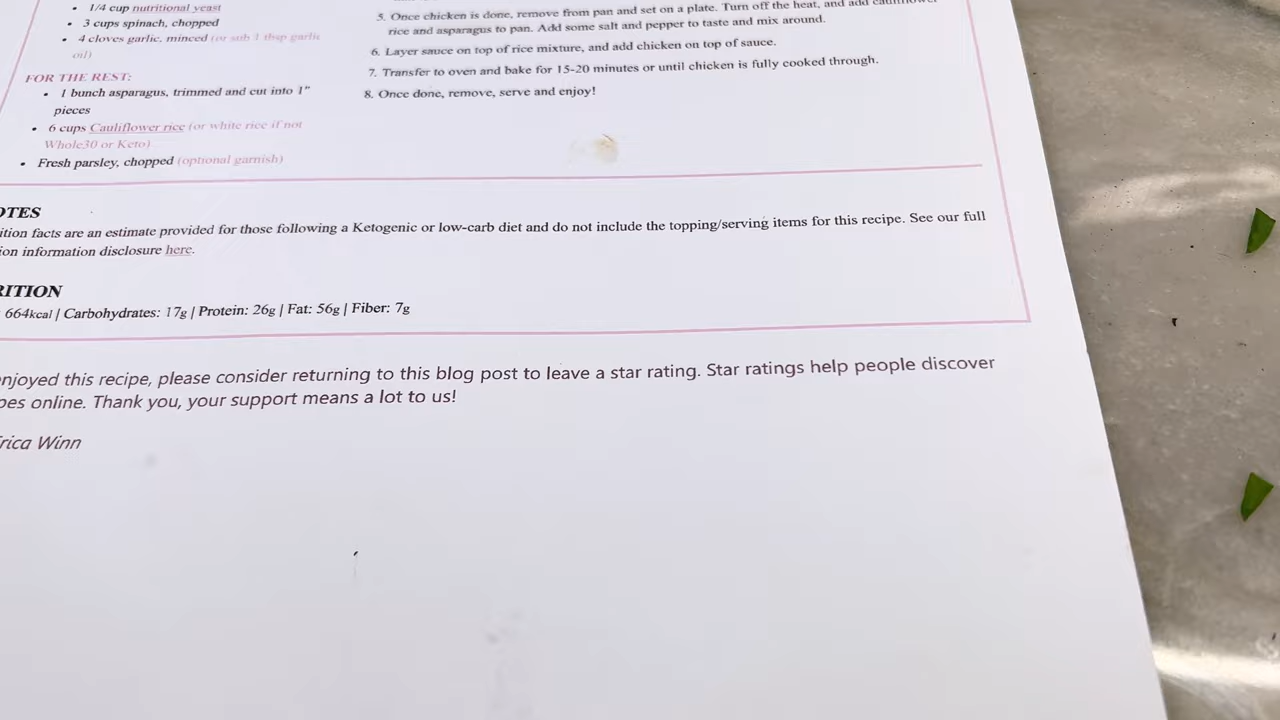 1/4 cup nutritional yeast
• 3 cups spinach, chopped
• 4 cloves garlic, minced (or sub 1 tbsp garlic
oil)
FOR THE REST:
• 1 bunch asparagus, trimmed and cut into 1"
pieces
• 6 cups Cauliflower rice (or white rice if not
Whole30 or Keto)
• Fresh parsley, chopped (optional garnish)
5. Once chicken is done, remove from pan and set on a plate. Turn off the heat, and add cauliflower
rice and asparagus to pan. Add some salt and pepper to taste and mix around.
6. Layer sauce on top of rice mixture, and add chicken on top of sauce.
7. Transfer to oven and bake for 15-20 minutes or until chicken is fully cooked through.
8. Once done, remove, serve and enjoy!
OTES
ition facts are an estimate provided for those following a Ketogenic or low-carb diet and do not include the topping/serving items for this recipe. See our full
ion information disclosure here.
RITION
664kcal | Carbohydrates: 17g | Protein: 26g | Fat: 56g | Fiber: 7g
njoyed this recipe, please consider returning to this blog post to leave a star rating. Star ratings help people discover
pes online. Thank you, your support means a lot to us!
rica Winn